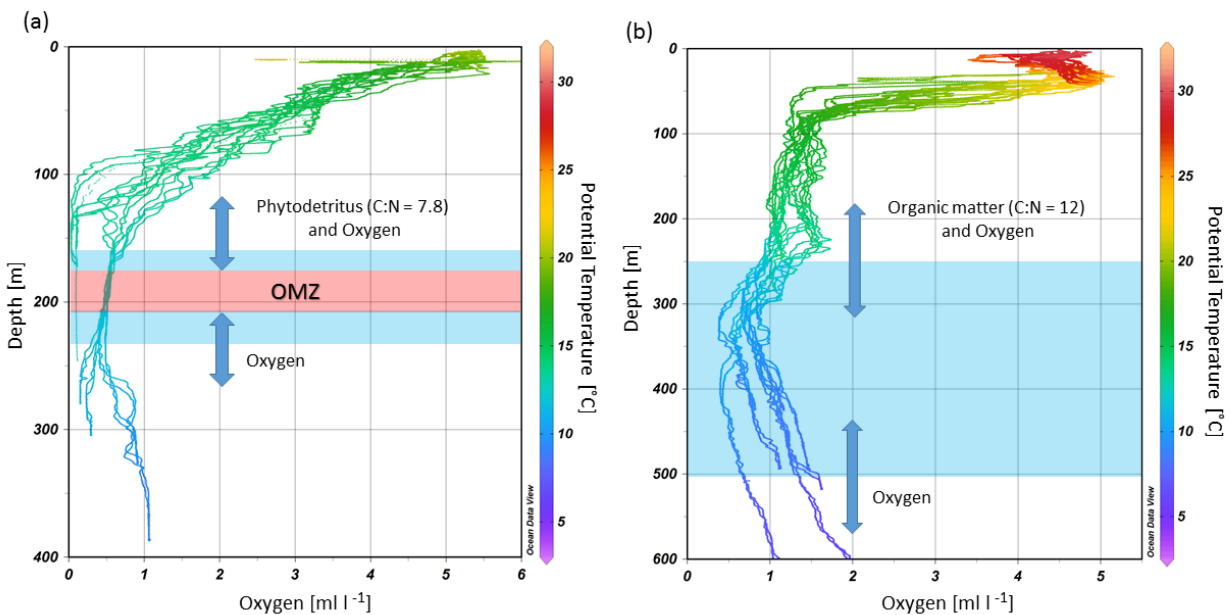 (a)
0
100
200
300
400
Depth [m]
0 1 2 3 4 5 6
Oxygen [ml l -1]
Phytodetritus (C:N = 7.8)
and Oxygen
OMZ
Oxygen
30
25
20
15
10
5
Potential Temperature [°C]
Ocean Data View
(b)
0
100
200
300
400
500
600
Depth [m]
0 1 2 3 4 5
Oxygen [ml l -1]
Organic matter (C:N = 12)
and Oxygen
Oxygen
30
25
20
15
10
5
Potential Temperature [°C]
Ocean Data View